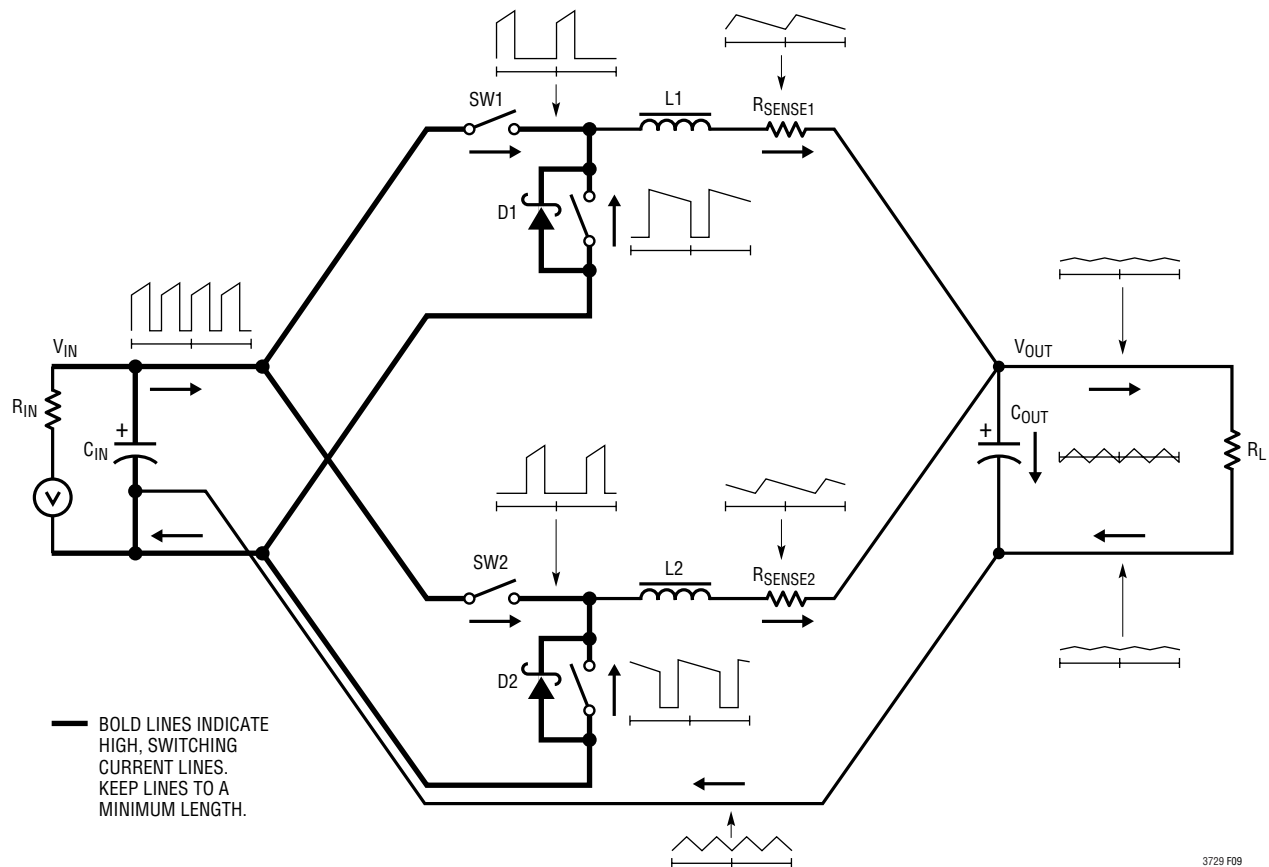 SW1
L1
RSENSE1
D1
VIN
VOUT
RIN
+
CIN
+
COUT
RL
V
SW2
L2
RSENSE2
D2
BOLD LINES INDICATE
HIGH, SWITCHING
CURRENT LINES.
KEEP LINES TO A
MINIMUM LENGTH.
3729 F09